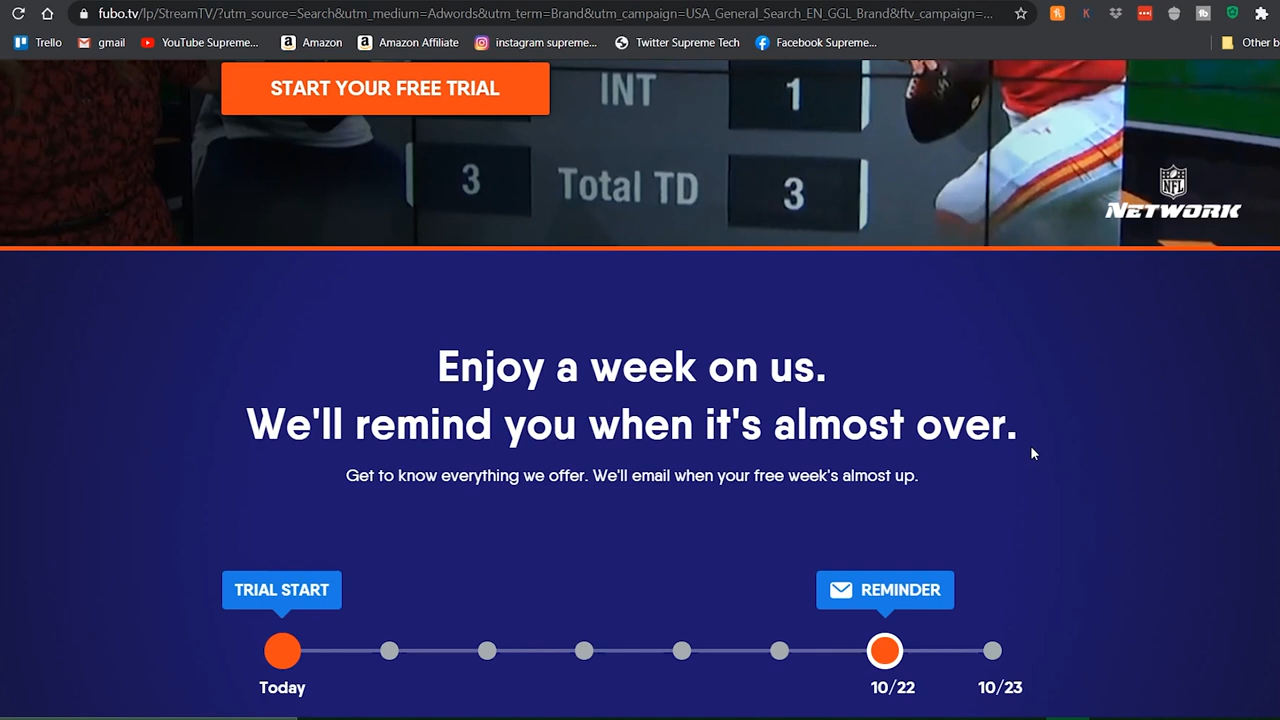 fubo.tv/lp/StreamTV/?utm_source=Search&utm_medium=Adwords&utm_term=Brand&utm_campaign=USA_General_Search_EN_GGL_Brand&ftv_campaign=...
Trello gmail YouTube Supreme... Amazon Amazon Affiliate instagram supreme... Twitter Supreme Tech Facebook Supreme... Other b
START YOUR FREE TRIAL
INT 1
3 Total TD 3
NFL
NETWORK
Enjoy a week on us.
We'll remind you when it's almost over.
Get to know everything we offer. We'll email when your free week's almost up.
TRIAL START REMINDER
Today 10/22 10/23